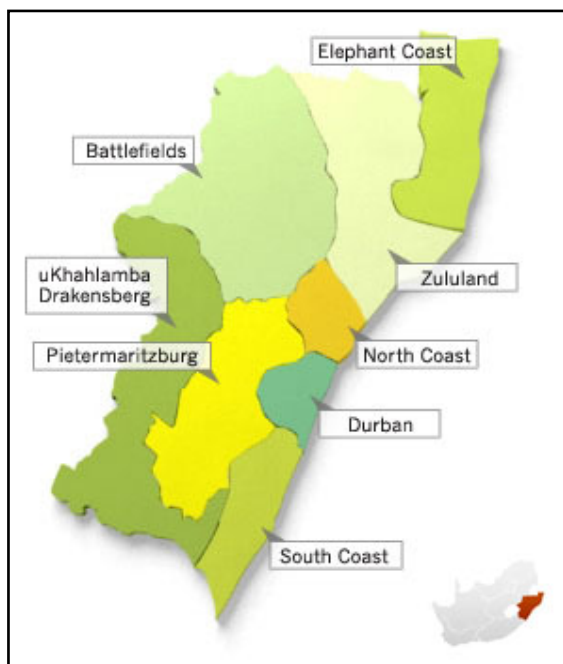 Elephant Coast
Battlefields
uKhahlamba
Drakensberg
Zululand
Pietermaritzburg
North Coast
Durban
South Coast